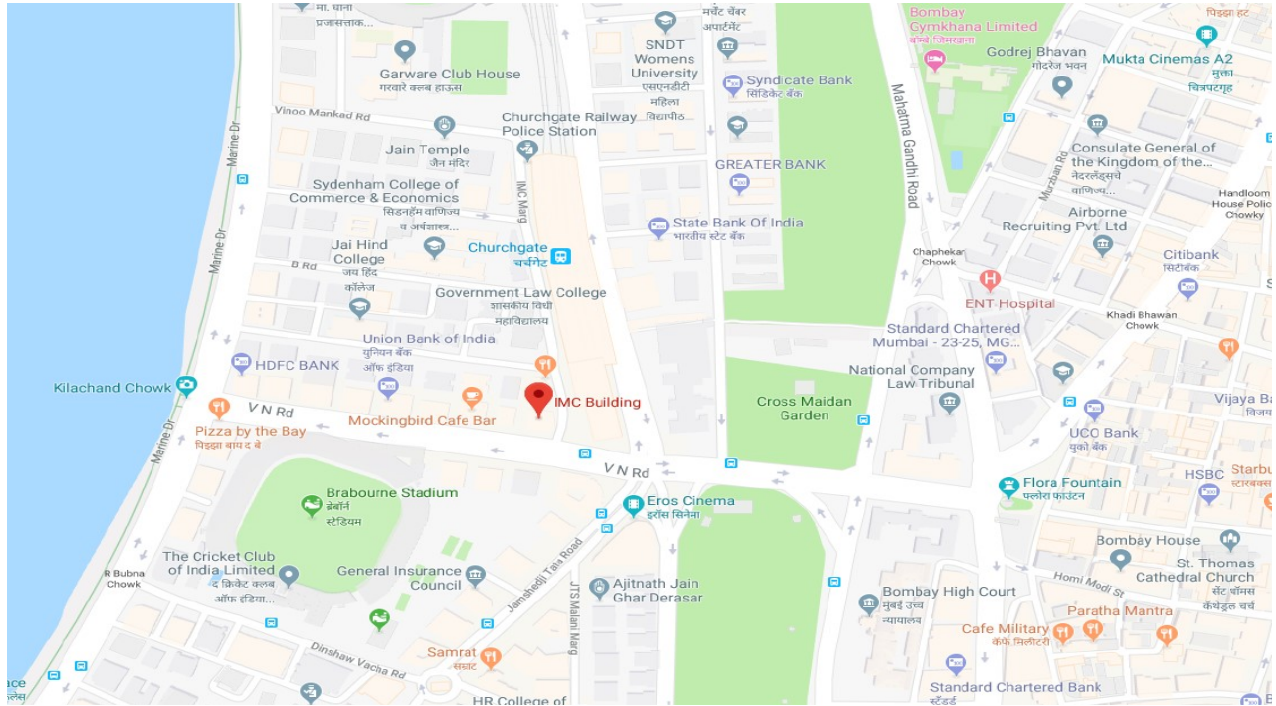 मा. धाना
प्रजासत्ताक...
Garware Club House
गरवारे क्लब हाऊस
SNDT
Womens
University
एसएनडीटी
महिला
विद्यापीठ...
मर्चंट चेंबर
अपार्टमेंट
Syndicate Bank
सिंडिकेट बँक
Bombay
Gymkhana Limited
बॉम्बे जिमखाना
Godrej Bhavan
गोदरेज भवन
पिझ्झा हट
Mukta Cinemas A2
मुक्ता
चित्रपटगृह
Vinoo Mankad Rd
Churchgate Railway
Police Station
Jain Temple
जैन मंदिर
Marine Dr
Mahatma Gandhi Road
Consulate General of
the Kingdom of the...
नेदरलँड्सचे
वाणिज्य...
GREATER BANK
Murzban Rd
Sydenham College of
Commerce & Economics
सिडनहॅम वाणिज्य
व अर्थशास्त्र...
IMC Marg
Handloom
House Police
Chowky
Airborne
Recruiting Pvt. Ltd
State Bank Of India
भारतीय स्टेट बँक
Marine Dr
Jai Hind
College
जय हिंद
कॉलेज
B Rd
Churchgate
चर्चगेट
Chaphekar
Chowk
Citibank
सिटीबँक
Government Law College
शासकीय विधी
महाविद्यालय
ENT Hospital
Khadi Bhawan
Chowk
Union Bank of India
युनियन बँक
ऑफ इंडिया
Standard Chartered
Mumbai - 23-25, MG...
HDFC BANK
National Company
Law Tribunal
Kilachand Chowk
IMC Building
Cross Maidan
Garden
V N Rd
Mockingbird Cafe Bar
Pizza by the Bay
पिझ्झा बाय द बे
Marine Dr
UCO Bank
युको बँक
Vijaya Ba
विजय
V N Rd
HSBC
Starbu
स्टारबक्स
Flora Fountain
फ्लोरा फाउंटन
Brabourne Stadium
ब्रेबॉर्न
स्टेडियम
Eros Cinema
इरॉस सिनेमा
Bombay House
The Cricket Club
of India Limited
द क्रिकेट क्लब
ऑफ इंडिया...
R Bubna
Chowk
General Insurance
Council
Jamshedji Tata Road
JTS Malani Marg
Ajitnath Jain
Ghar Derasar
Bombay High Court
मुंबई उच्च
न्यायालय
Homi Modi St
St. Thomas
Cathedral Church
सेंट थॉमस
कॅथेड्रल चर्च
Paratha Mantra
Cafe Military
कॅफे मिलीटरी
Dinshaw Vacha Rd
Samrat
सम्राट
HR College of
Standard Chartered Bank
स्टँडर्ड